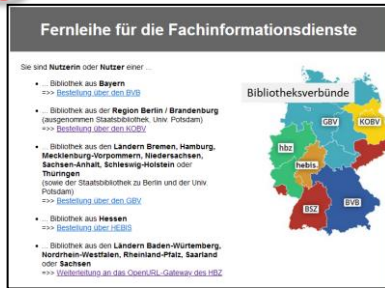 Fernleihe für die Fachinformationsdienste
Sie sind Nutzerin oder Nutzer einer ...
... Bibliothek aus Bayern
=>> Bestellung über den BVB
... Bibliothek aus der Region Berlin / Brandenburg
(ausgenommen Staatsbibliothek, Univ. Potsdam)
=>> Bestellung über den KOBV
... Bibliothek aus den Ländern Bremen, Hamburg,
Mecklenburg-Vorpommern, Niedersachsen,
Sachsen-Anhalt, Schleswig-Holstein oder
Thüringen
(sowie der Staatsbibliothek zu Berlin und der Univ.
Potsdam)
=>> Bestellung über den GBV
... Bibliothek aus Hessen
=>> Bestellung über HEBIS
... Bibliothek aus den Ländern Baden-Würtemberg,
Nordrhein-Westfalen, Rheinland-Pfalz, Saarland
oder Sachsen
=>> Weiterleitung an das OpenURL-Gateway des HBZ
Bibliotheksverbünde
GBV
KOBV
hbz
hebis.
BSZ
BVB